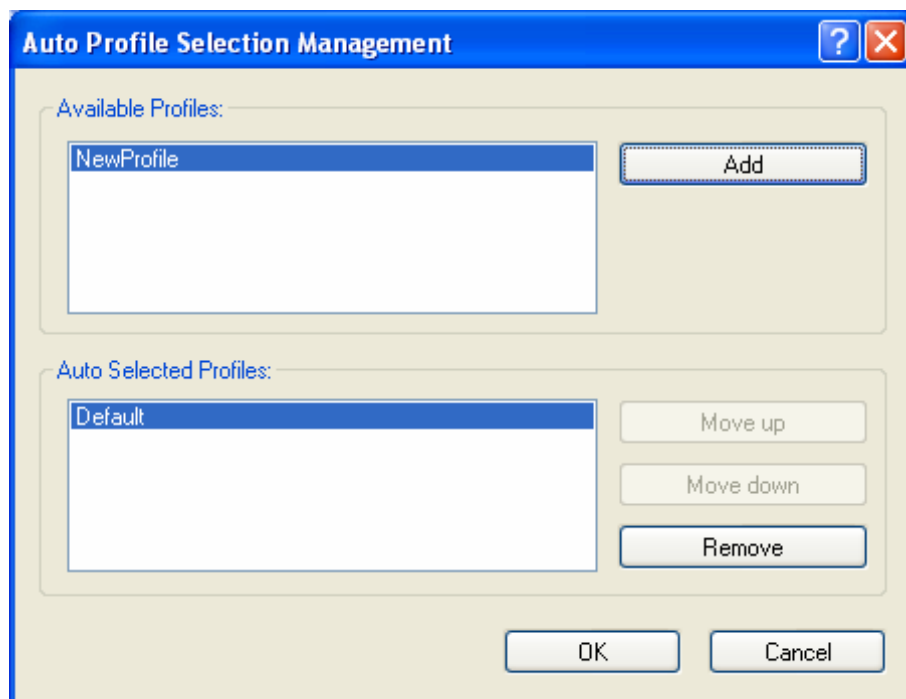 Auto Profile Selection Management
?
Available Profiles:
NewProfile
Add
Auto Selected Profiles:
Default
Move up
Move down
Remove
OK
Cancel